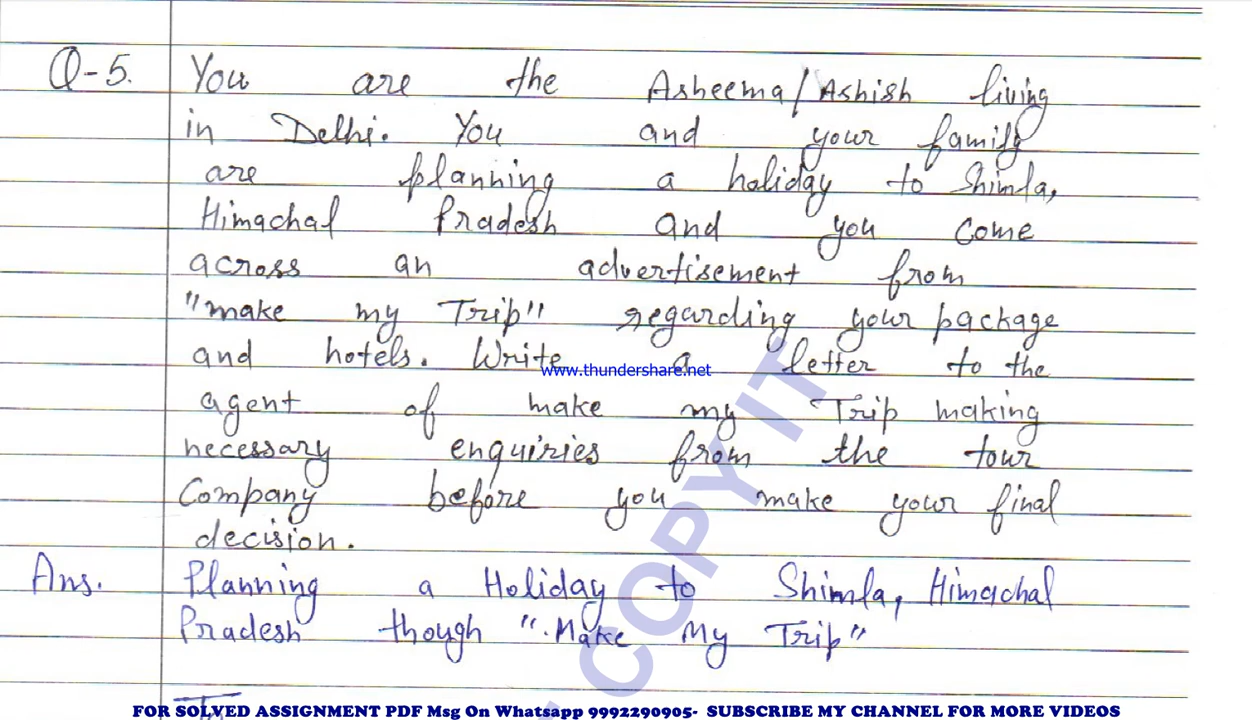 Q-5. You are the Asheema/Ashish living
in Delhi. You and your family
are planning a holiday to Shimla,
Himachal Pradesh and you come
across an advertisement from
"make my Trip" regarding your package
and hotels. Write a letter to the
www.thundershare.net
agent of make my Trip making
necessary enquiries from the tour
Company before you make your final
decision.
Ans. Planning a Holiday to Shimla, Himachal
Pradesh though ". Make My Trip"
COPY IT
FOR SOLVED ASSIGNMENT PDF Msg On Whatsapp 9992290905- SUBSCRIBE MY CHANNEL FOR MORE VIDEOS